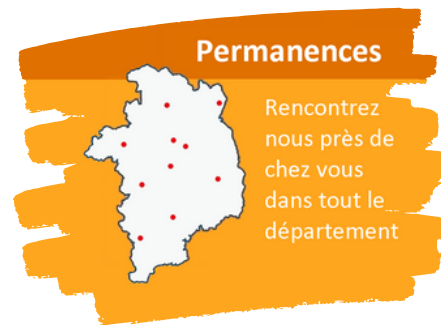 Permanences
Rencontrez
nous près de
chez vous
dans tout le
département